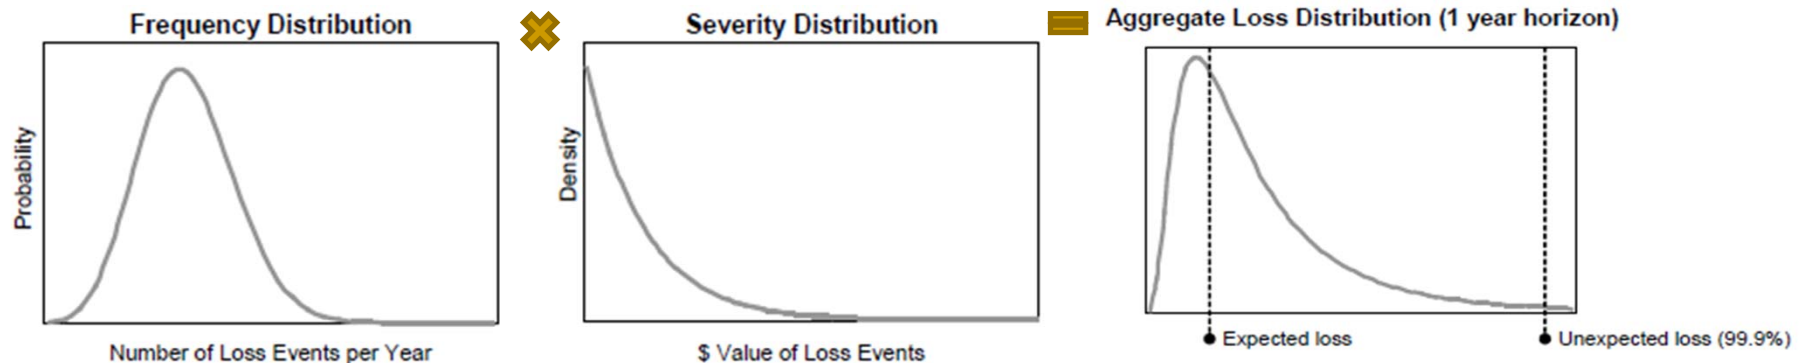 Frequency Distribution
Severity Distribution
Aggregate Loss Distribution (1 year horizon)
Probability
Density
Number of Loss Events per Year
$ Value of Loss Events
Expected loss
Unexpected loss (99.9%)